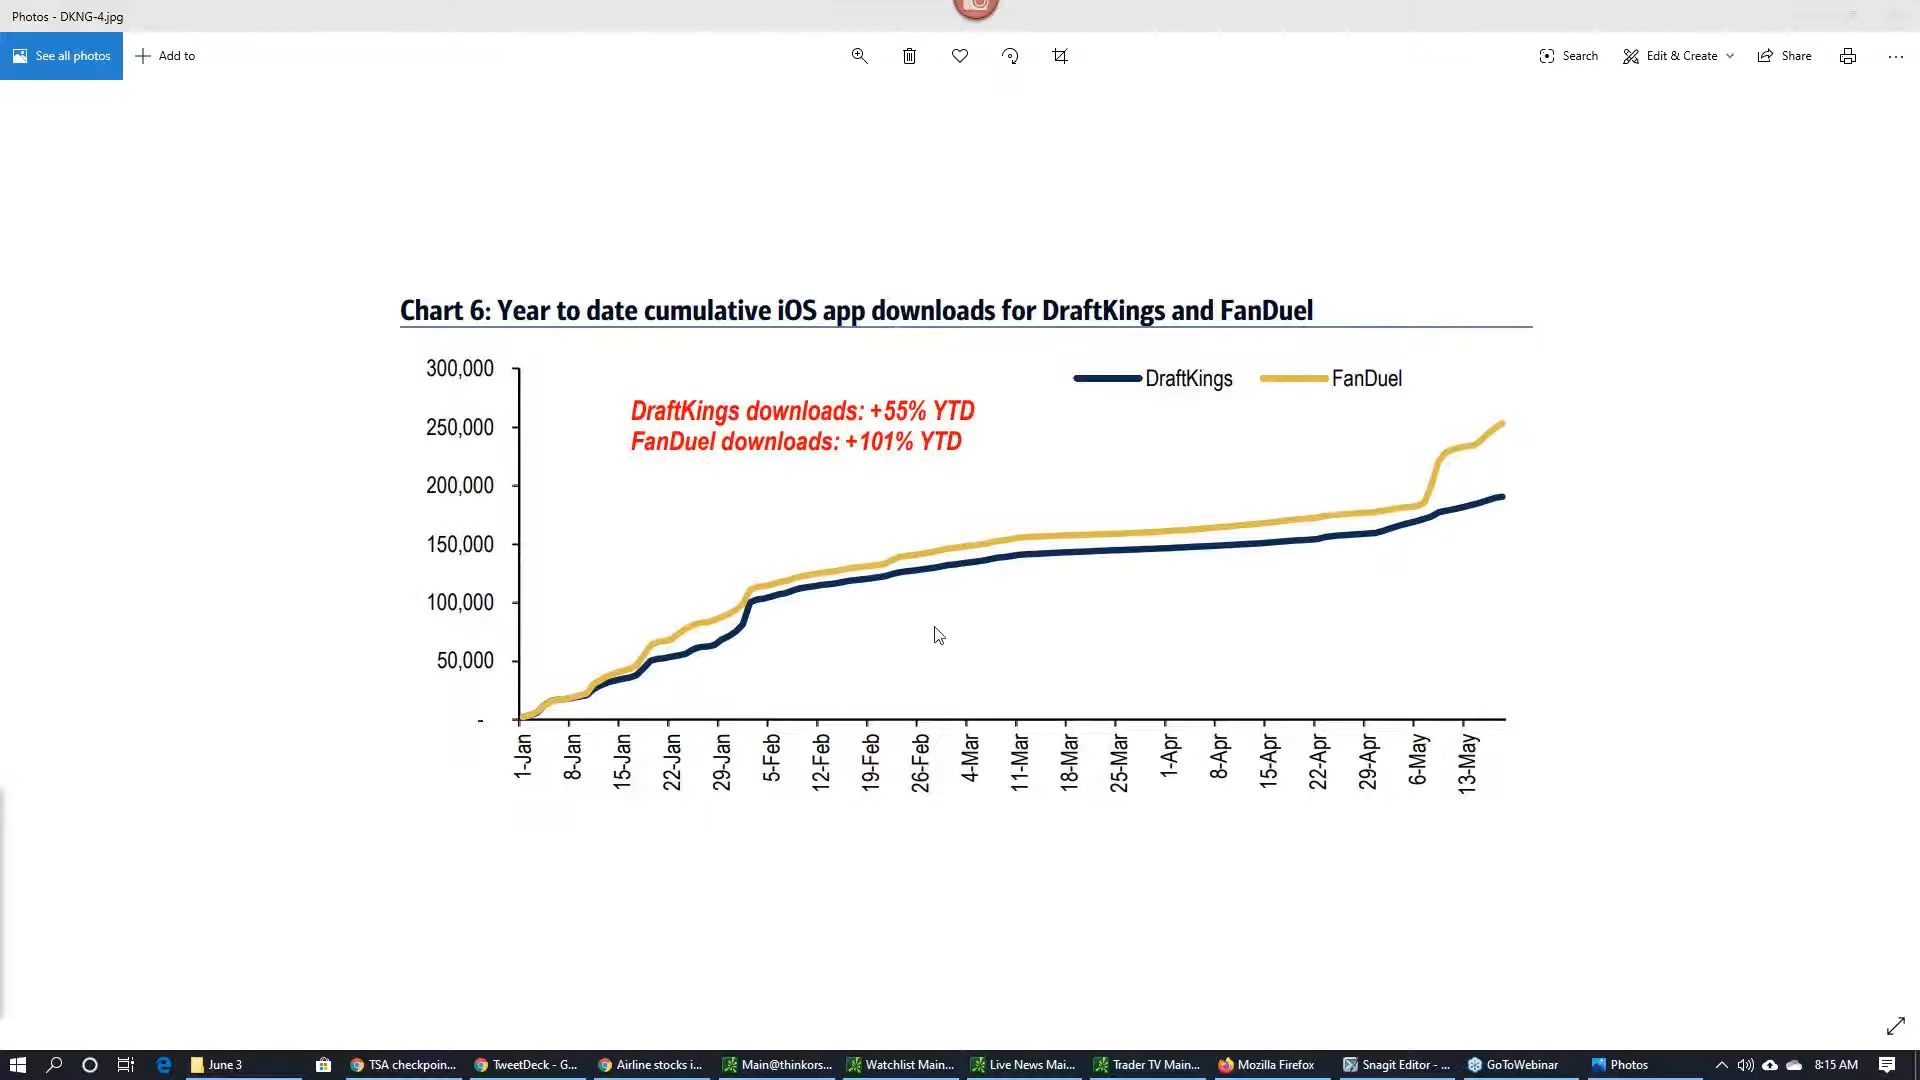 Photos - DKNG-4.jpg
See all photos
Add to
Search
Edit & Create
Share
Chart 6: Year to date cumulative iOS app downloads for DraftKings and FanDuel
300,000
250,000
200,000
150,000
100,000
50,000
-
DraftKings
FanDuel
DraftKings downloads: +55% YTD
FanDuel downloads: +101% YTD
1-Jan
8-Jan
15-Jan
22-Jan
29-Jan
5-Feb
12-Feb
19-Feb
26-Feb
4-Mar
11-Mar
18-Mar
25-Mar
1-Apr
8-Apr
15-Apr
22-Apr
29-Apr
6-May
13-May
June 3
TSA checkpoin...
TweetDeck - G...
Airline stocks i...
Main@thinkors...
Watchlist Main...
Live News Mai...
Trader TV Main...
Mozilla Firefox
Snagit Editor - ...
GoToWebinar
Photos
8:15 AM